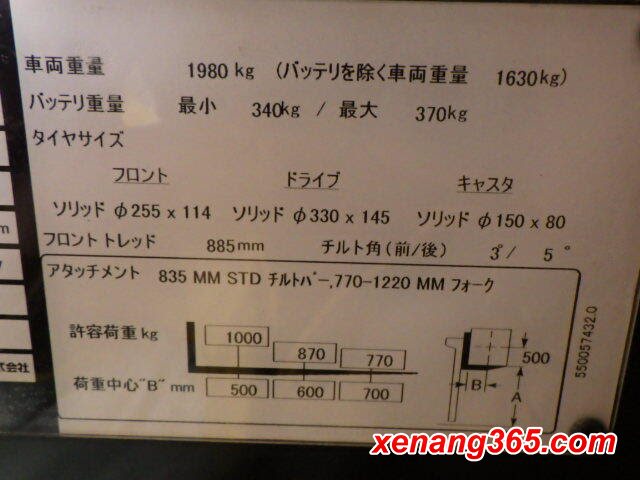 車両重量 1980 kg (バッテリを除く車両重量 1630kg)
バッテリ重量 最小 340kg / 最大 370kg
タイヤサイズ
フロント ドライブ キャスタ
ソリッド φ255 x 114 ソリッド φ330 x 145 ソリッド φ150 x 80
フロント トレッド 885mm チルト角(前/後) 3°/ 5°
アタッチメント 835 MM STD チルトバー,770-1220 MM フォーク
許容荷重 kg 1000 870 770
荷重中心"B" mm 500 600 700
500
B
A
550057432.0
m
式会社
xenang365.com